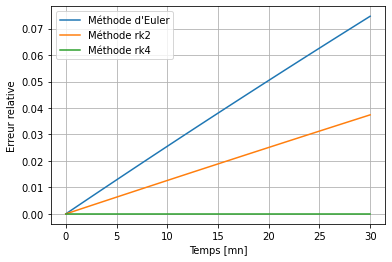 Méthode d'Euler
Méthode rk2
Méthode rk4
0.07
0.06
0.05
0.04
0.03
0.02
0.01
0.00
Erreur relative
0 5 10 15 20 25 30
Temps [mn]